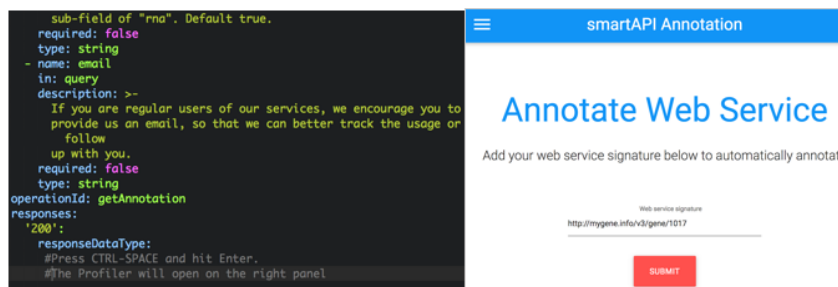 sub-field of "rna". Default true.
required: false
type: string
- name: email
in: query
description: >-
If you are regular users of our services, we encourage you to
provide us an email, so that we can better track the usage or
follow
up with you.
required: false
type: string
operationId: getAnnotation
responses:
'200':
responseDataType:
#Press CTRL-SPACE and hit Enter.
#The Profiler will open on the right panel
smartAPI Annotation
Annotate Web Service
Add your web service signature below to automatically annotat
Web service signature
http://mygene.info/v3/gene/1017
SUBMIT